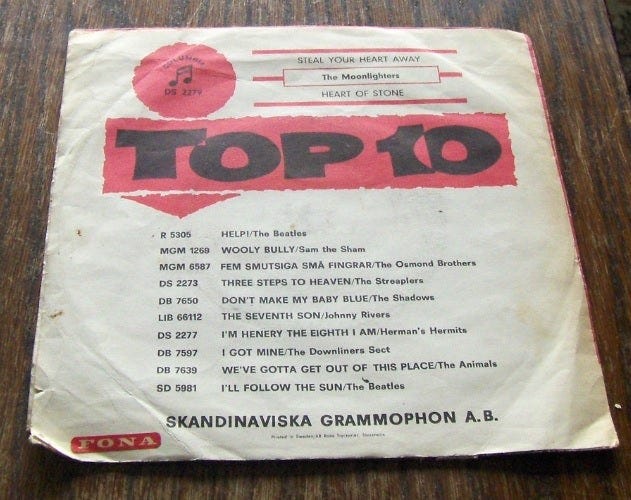 COLUMBIA
DS 2279
STEAL YOUR HEART AWAY
The Moonlighters
HEART OF STONE
TOP 10
R 5305 HELP!/The Beatles
MGM 1269 WOOLY BULLY/Sam the Sham
MGM 6587 FEM SMUTSIGA SMÅ FINGRAR/The Osmond Brothers
DS 2273 THREE STEPS TO HEAVEN/The Streaplers
DB 7650 DON'T MAKE MY BABY BLUE/The Shadows
LIB 66112 THE SEVENTH SON/Johnny Rivers
DS 2277 I'M HENERY THE EIGHTH I AM/Herman's Hermits
DB 7597 I GOT MINE/The Downliners Sect
DB 7639 WE'VE GOTTA GET OUT OF THIS PLACE/The Animals
SD 5981 I'LL FOLLOW THE SUN/The Beatles
SKANDINAVISKA GRAMMOPHON A.B.
FONA
Printed in Sweden/AB